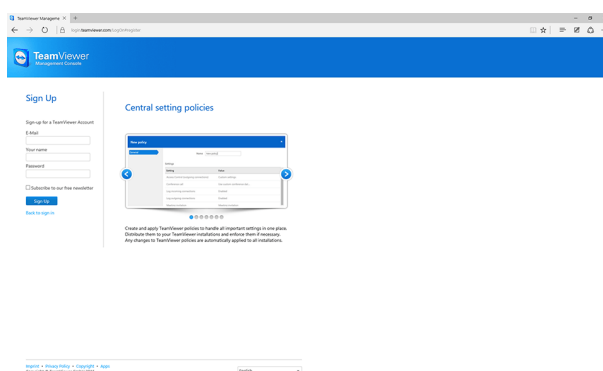 TeamViewer Manageme
login.teamviewer.com/LogOn#register
TeamViewer
Management Console
Sign Up
Sign-up for a TeamViewer Account
E-Mail
Your name
Password
Subscribe to our free newsletter
Sign Up
Back to sign in
Central setting policies
New policy
Name
Setting
Value
Conference call
Create and apply TeamViewer policies to handle all important settings in one place.
Distribute them to your TeamViewer installations and enforce them if necessary.
Any changes to TeamViewer policies are automatically applied to all installations.
Imprint • Privacy Policy • Copyright • Apps